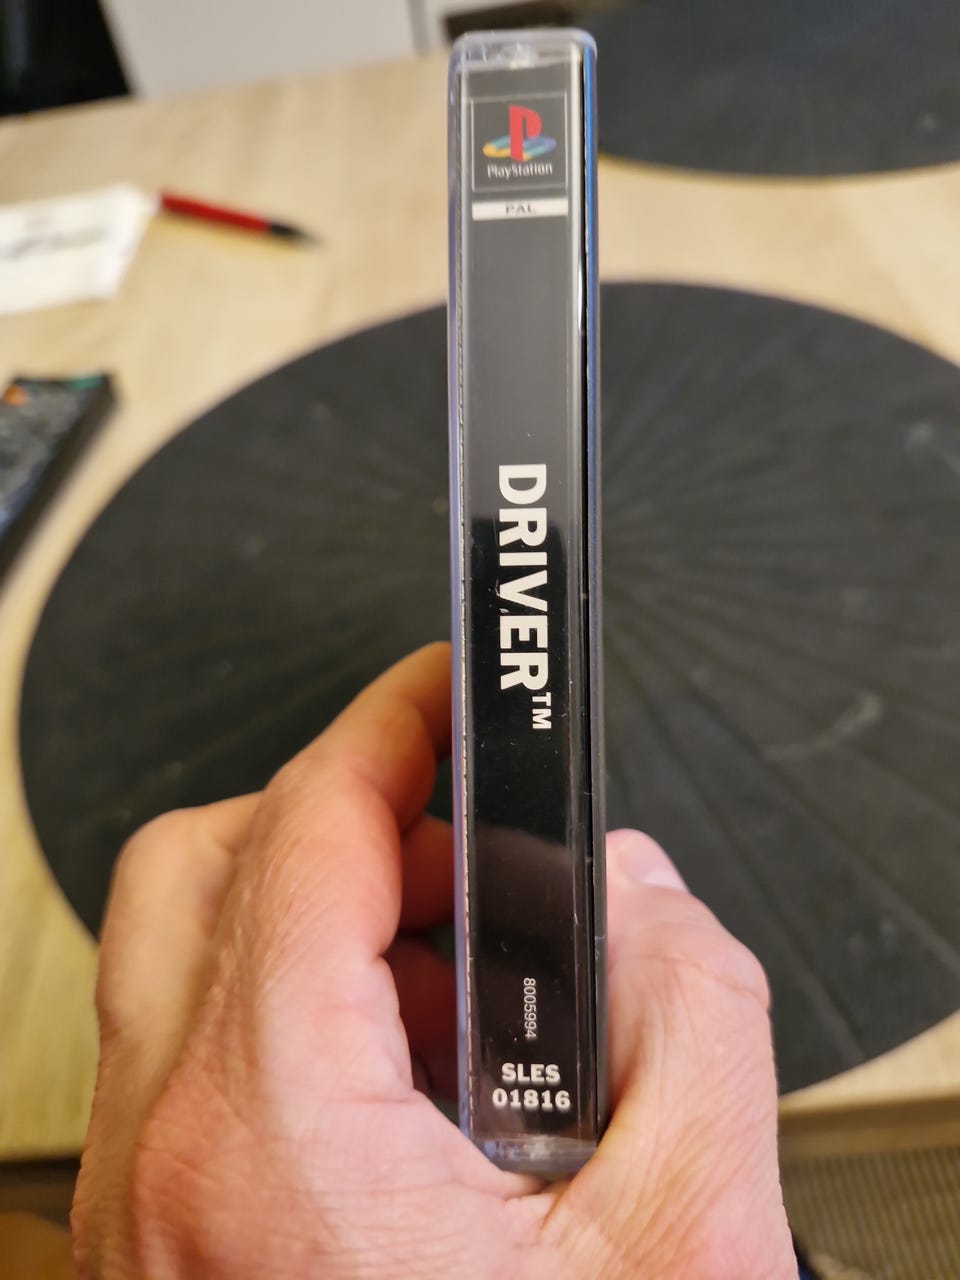 PlayStation
PAL
DRIVER™
8005994
SLES
01816